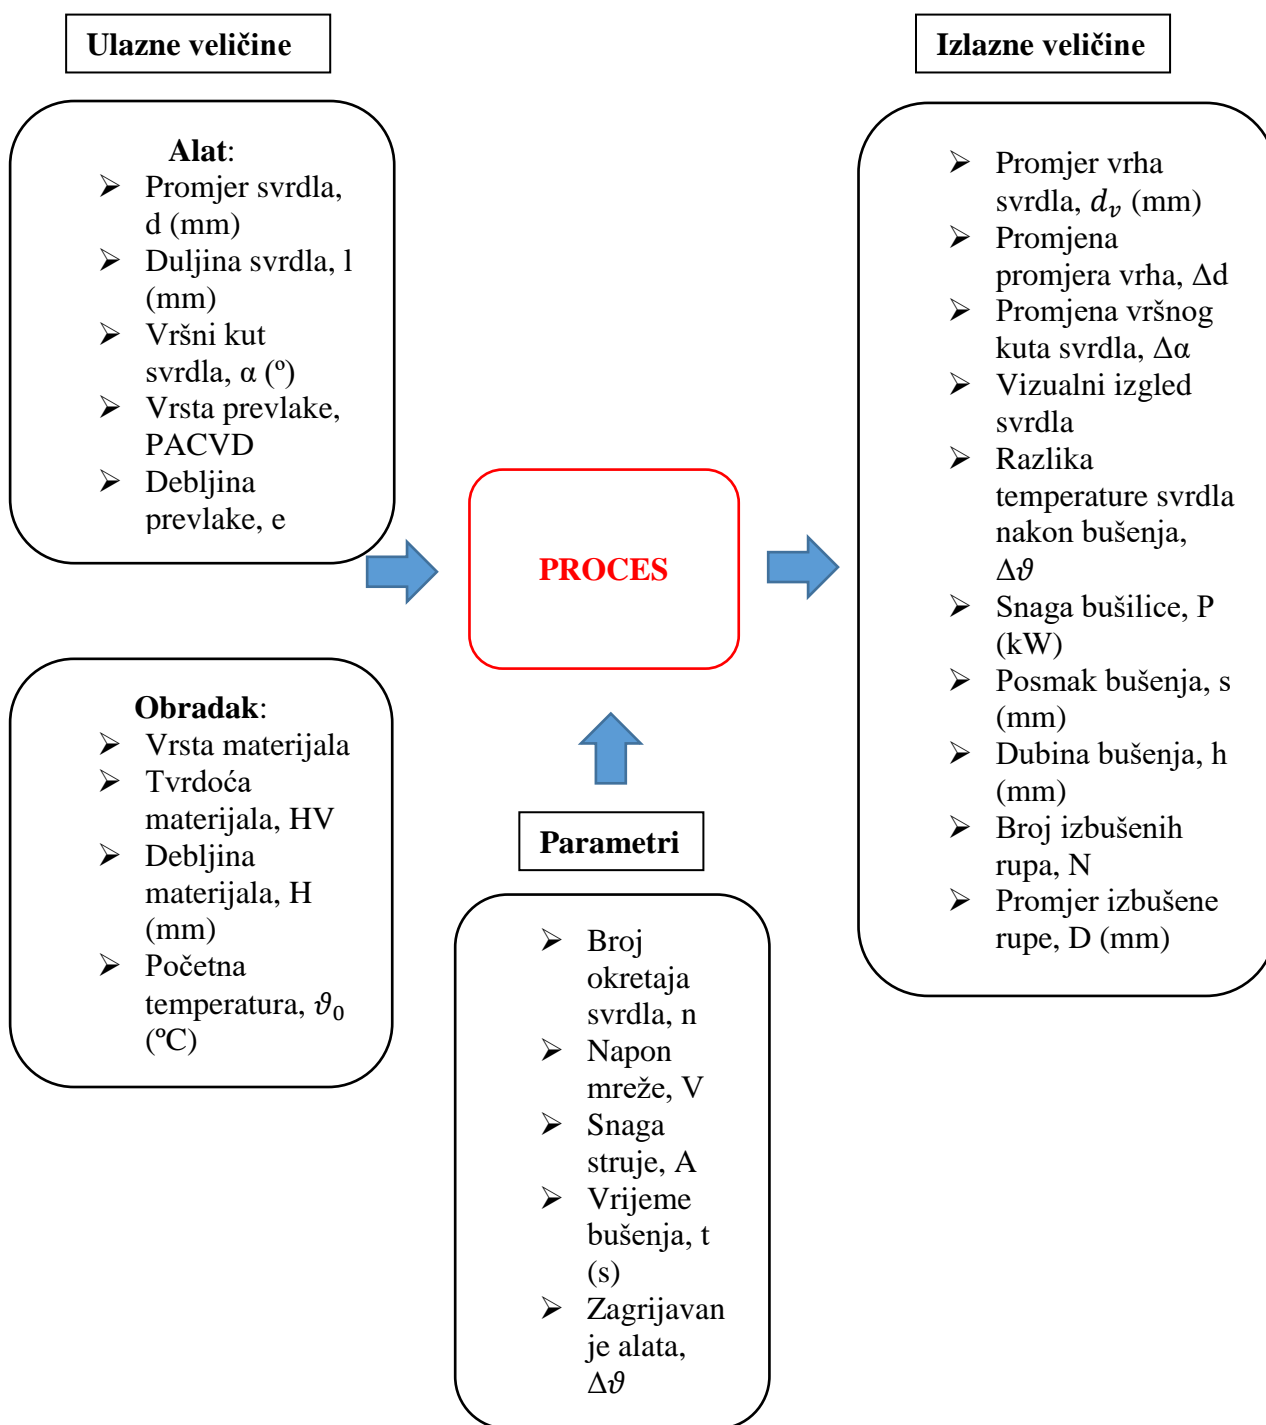 Ulazne veličine
Alat:
➢ Promjer svrdla,
d (mm)
➢ Duljina svrdla, l
(mm)
➢ Vršni kut
svrdla, α (º)
➢ Vrsta prevlake,
PACVD
➢ Debljina
prevlake, e
Obradak:
➢ Vrsta materijala
➢ Tvrdoća
materijala, HV
➢ Debljina
materijala, H
(mm)
➢ Početna
temperatura, 𝜗₀
(ºC)
PROCES
Parametri
➢ Broj
okretaja
svrdla, n
➢ Napon
mreže, V
➢ Snaga
struje, A
➢ Vrijeme
bušenja, t
(s)
➢ Zagrijavan
je alata,
Δ𝜗
Izlazne veličine
➢ Promjer vrha
svrdla, 𝑑ᵥ (mm)
➢ Promjena
promjera vrha, Δd
➢ Promjena vršnog
kuta svrdla, Δα
➢ Vizualni izgled
svrdla
➢ Razlika
temperature svrdla
nakon bušenja,
Δ𝜗
➢ Snaga bušilice, P
(kW)
➢ Posmak bušenja, s
(mm)
➢ Dubina bušenja, h
(mm)
➢ Broj izbušenih
rupa, N
➢ Promjer izbušene
rupe, D (mm)